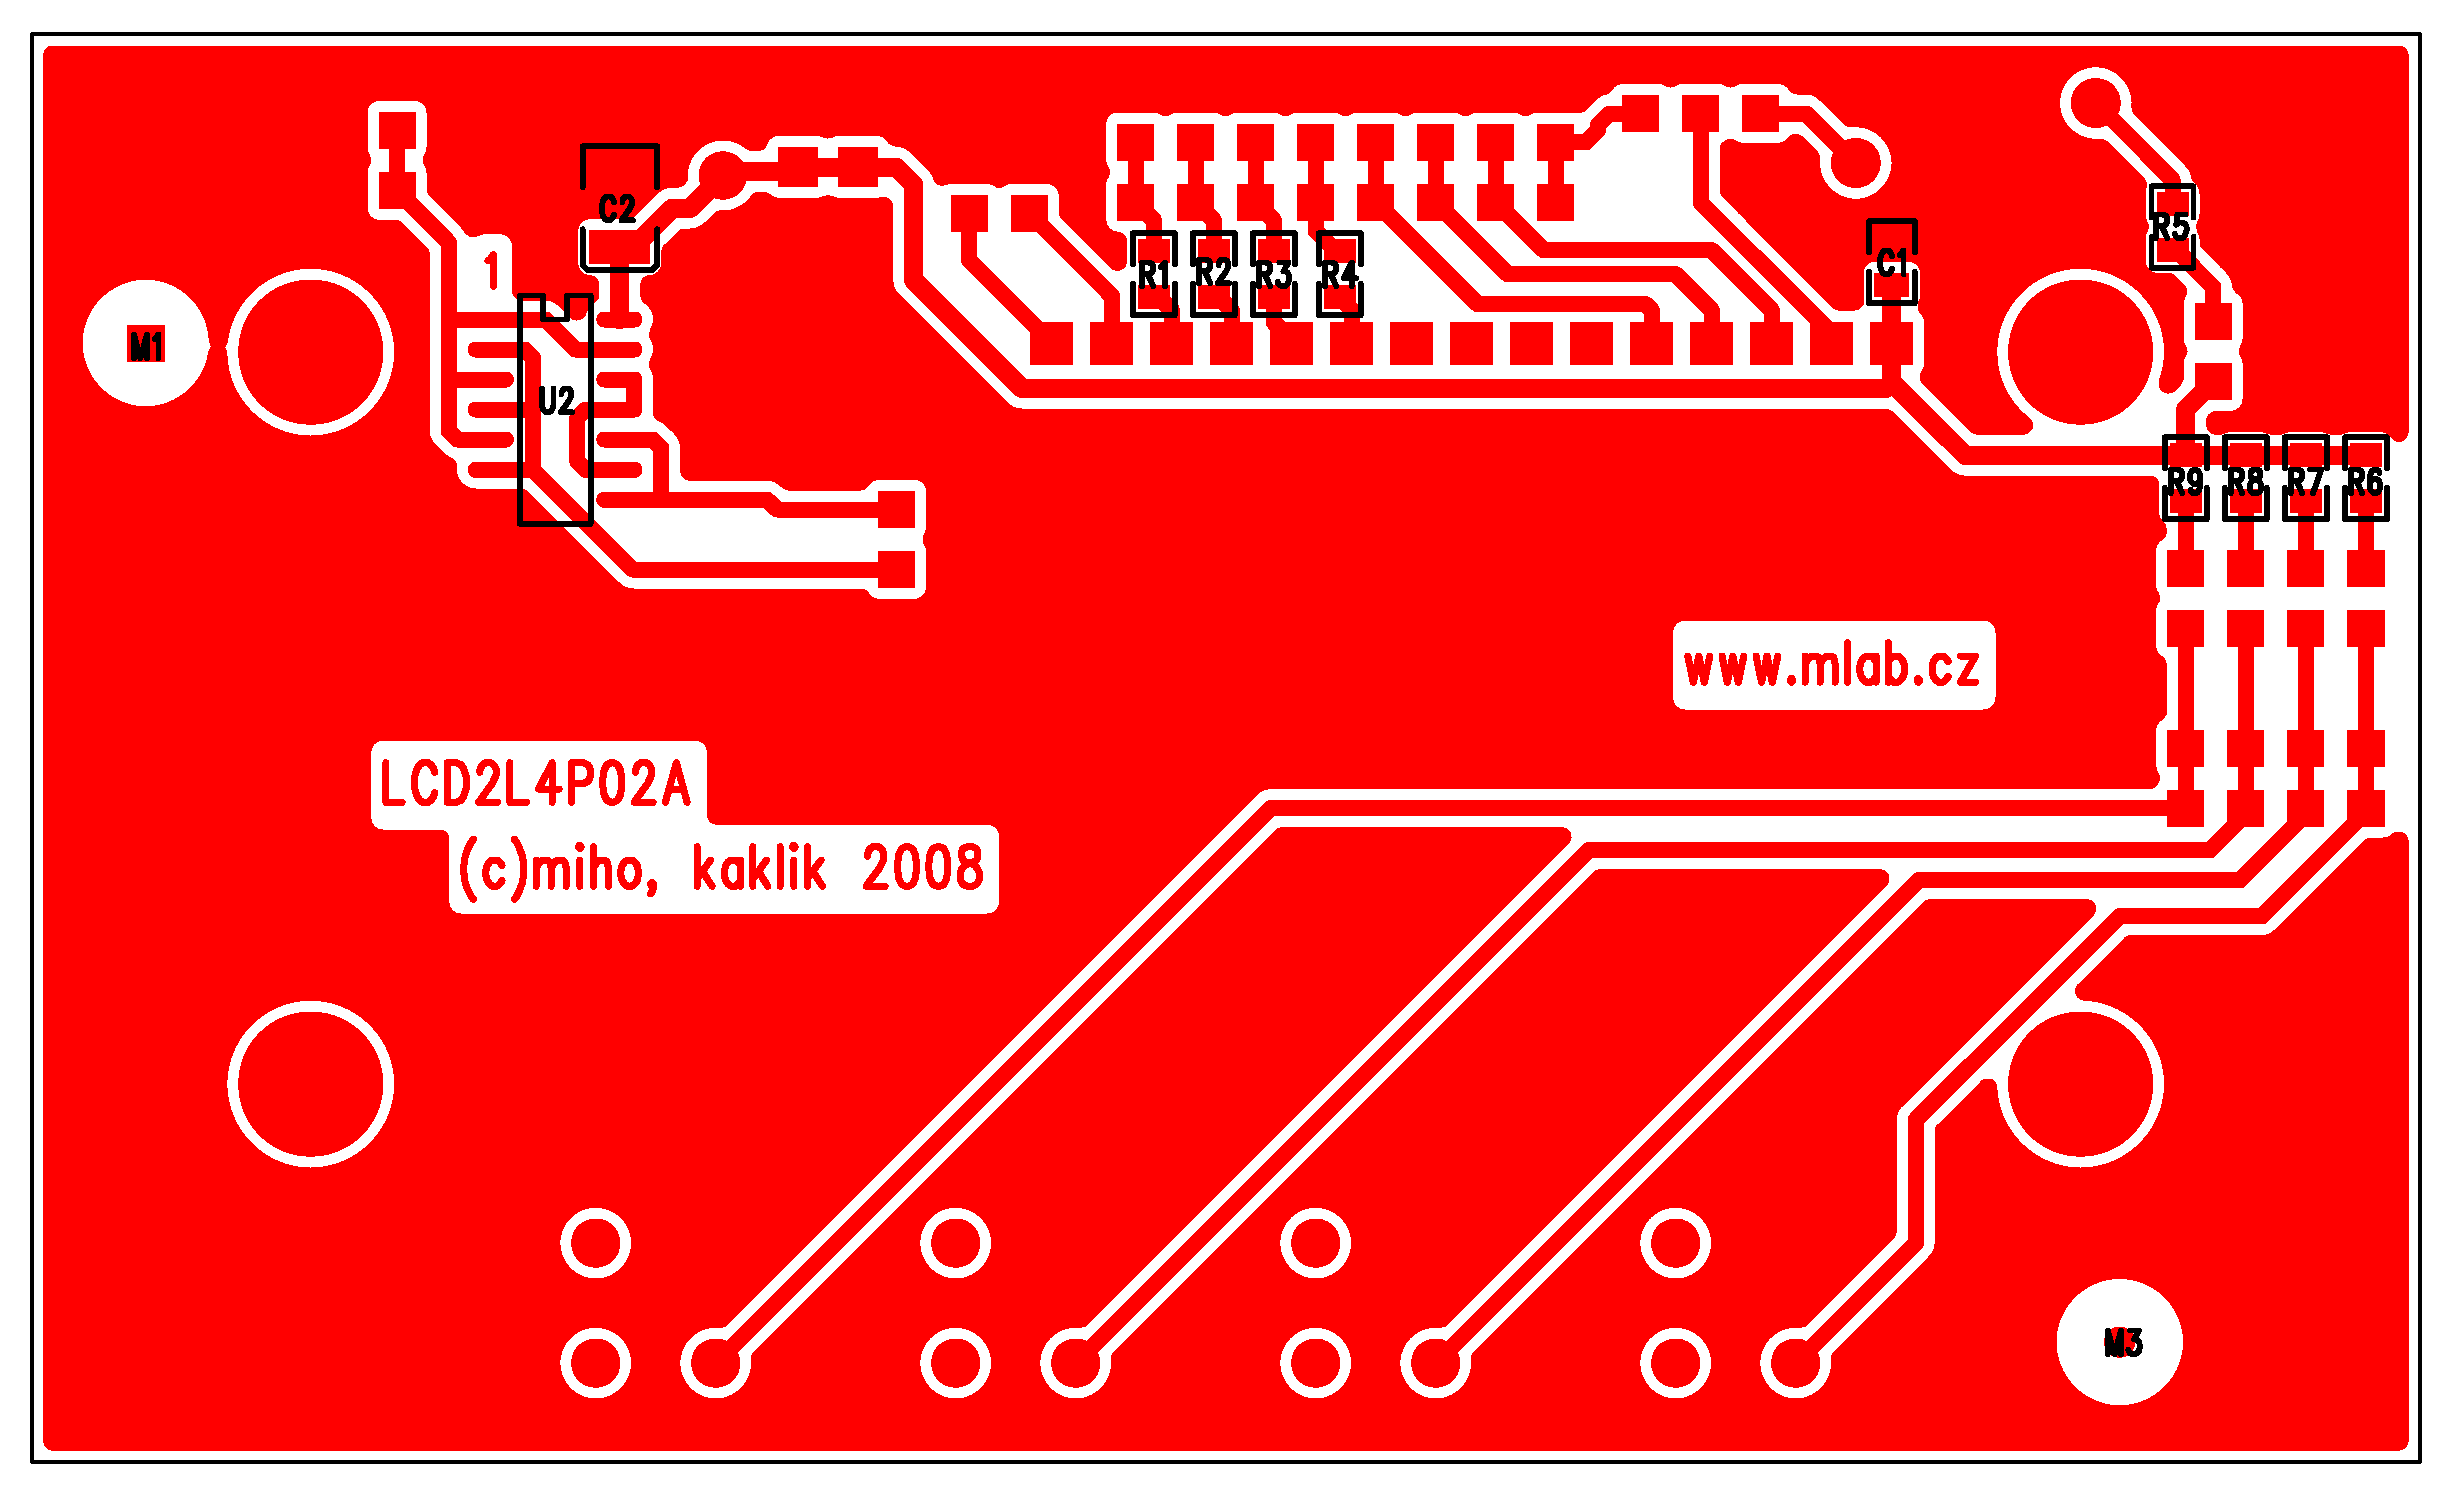 C2
R5
1
R1 R2 R3 R4
C1
M1
U2
R9 R8 R7 R6
www.mlab.cz
LCD2L4P02A
(c)miho, kaklik 2008
M3